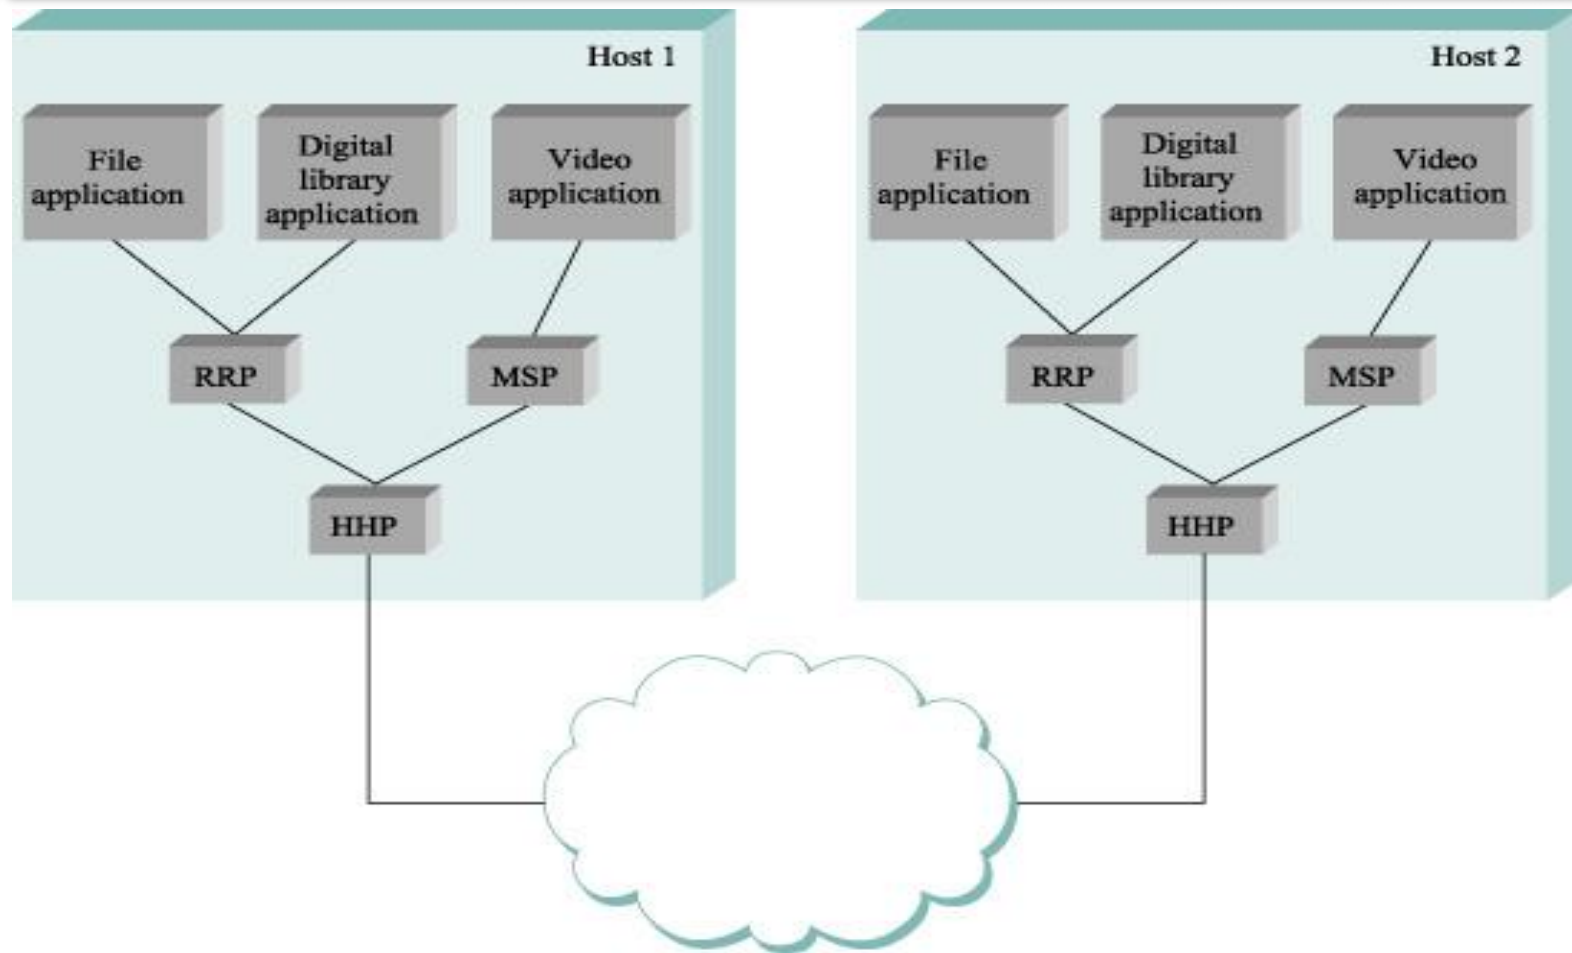 Host 1
File
application
Digital
library
application
Video
application
RRP
MSP
HHP
Host 2
File
application
Digital
library
application
Video
application
RRP
MSP
HHP